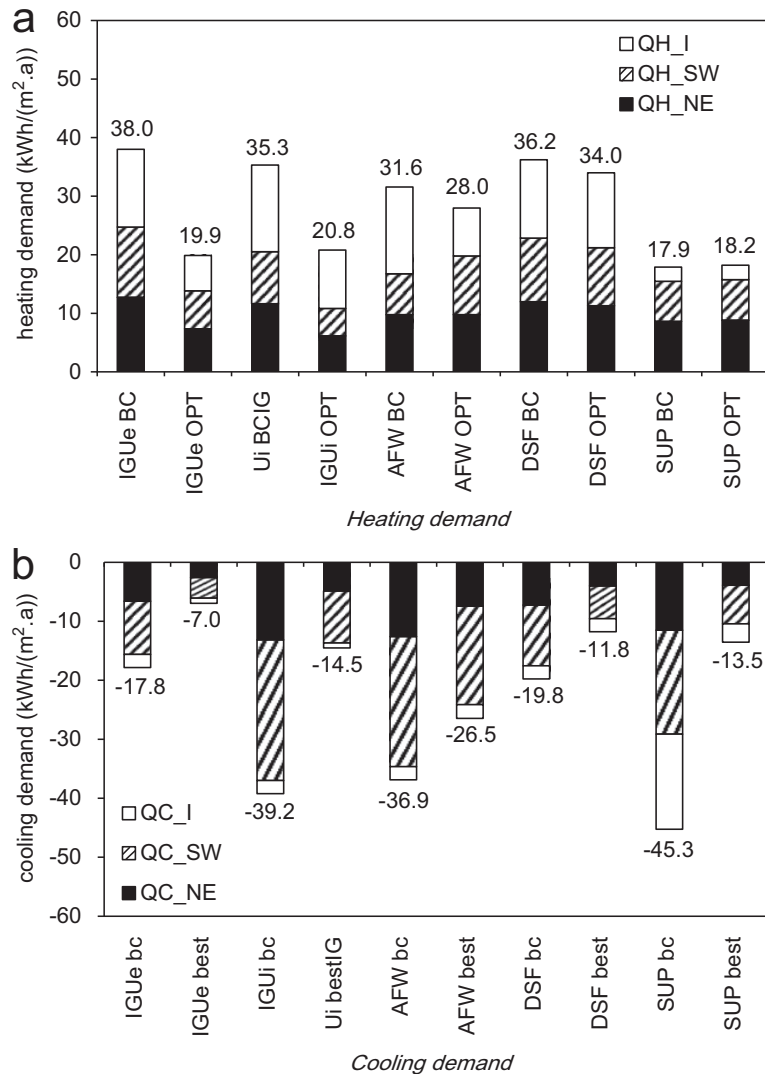 a
60
50
40
30
20
10
0
heating demand (kWh/(m².a))
QH_I
QH_SW
QH_NE
38.0
19.9
35.3
20.8
31.6
28.0
36.2
34.0
17.9
18.2
IGUe BC
IGUe OPT
Ui BCIG
IGUi OPT
AFW BC
AFW OPT
DSF BC
DSF OPT
SUP BC
SUP OPT
Heating demand
b
0
-10
-20
-30
-40
-50
-60
cooling demand (kWh/(m².a))
-17.8
-7.0
-39.2
-14.5
-36.9
-26.5
-19.8
-11.8
-45.3
-13.5
QC_I
QC_SW
QC_NE
IGUe bc
IGUe best
IGUi bc
Ui bestIG
AFW bc
AFW best
DSF bc
DSF best
SUP bc
SUP best
Cooling demand